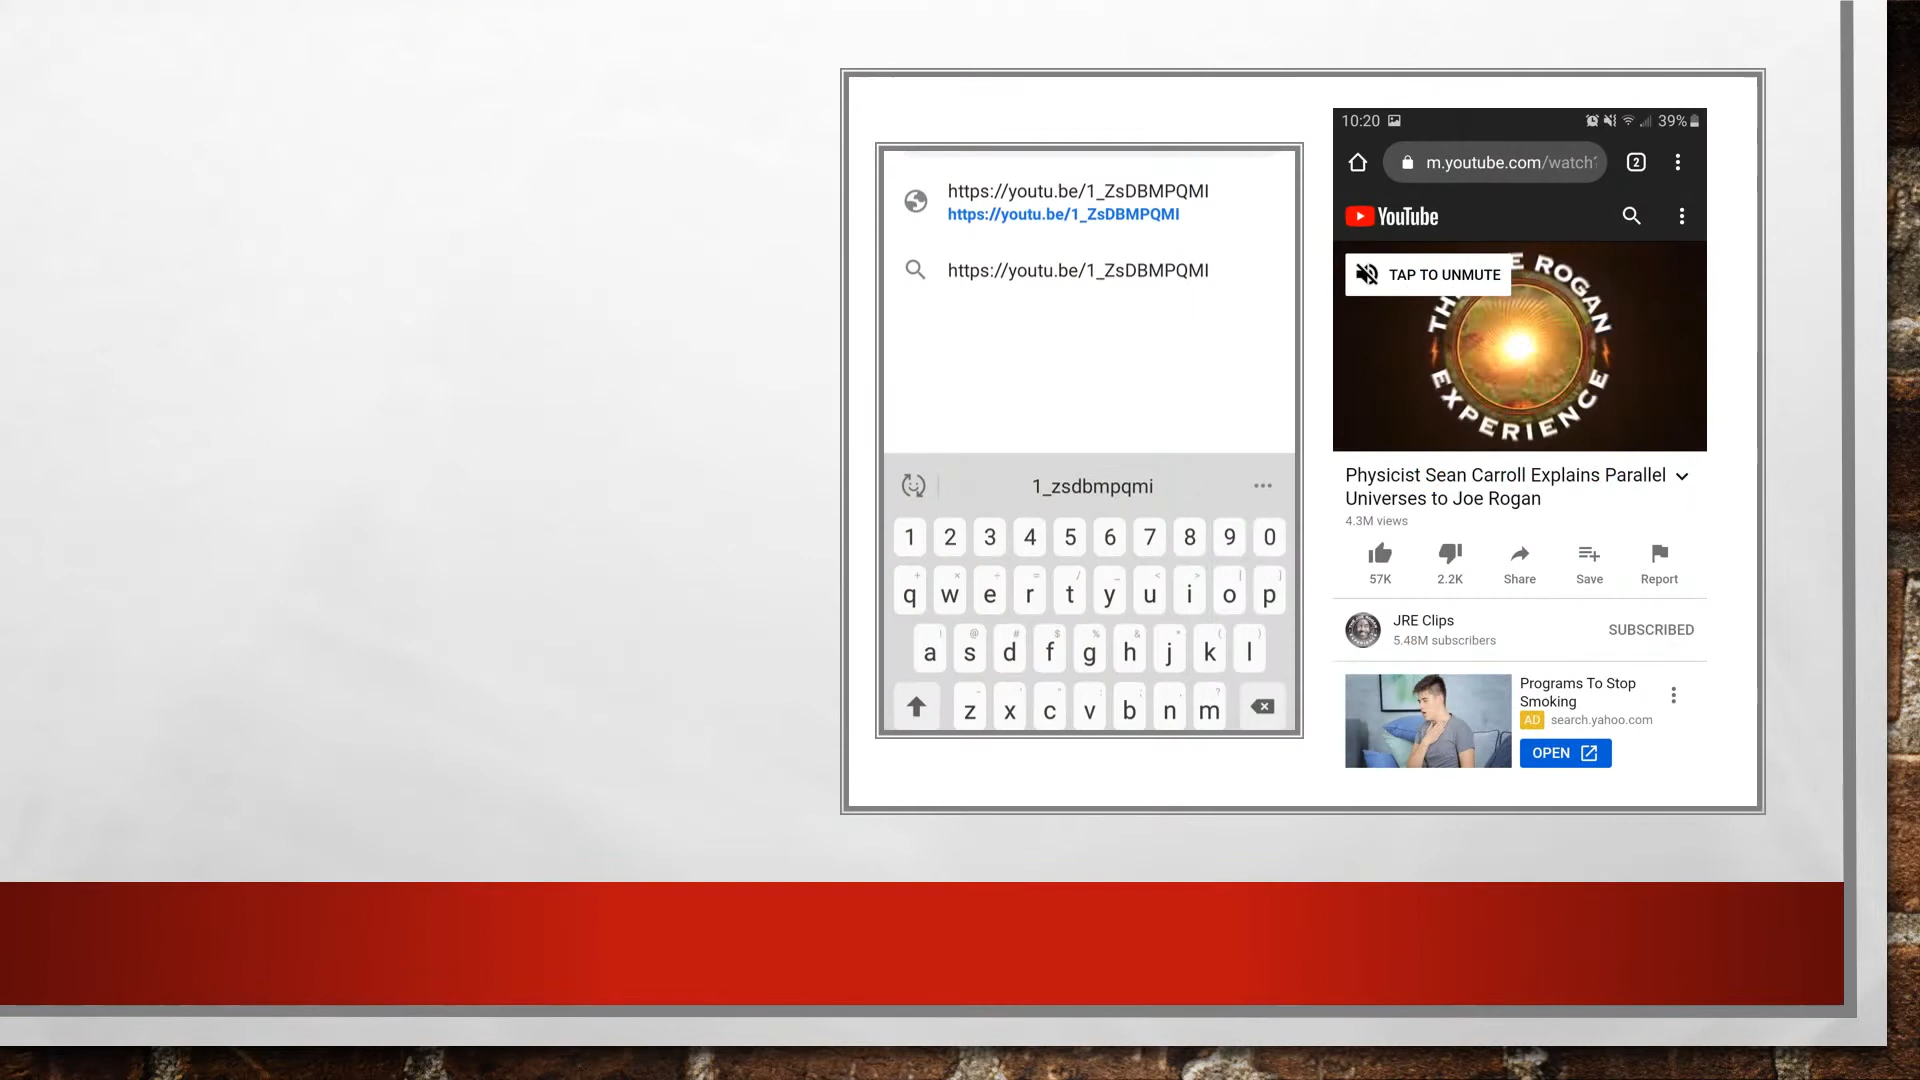 https://youtu.be/1_ZsDBMPQMI
https://youtu.be/1_ZsDBMPQMI
https://youtu.be/1_ZsDBMPQMI
1_zsdbmpqmi
1 2 3 4 5 6 7 8 9 0
q w e r t y u i o p
a s d f g h j k l
z x c v b n m
10:20
39%
m.youtube.com/watch
2
YouTube
TAP TO UNMUTE
THE JOE ROGAN
EXPERIENCE
Physicist Sean Carroll Explains Parallel
Universes to Joe Rogan
4.3M views
57K 2.2K Share Save Report
JRE Clips
5.48M subscribers
SUBSCRIBED
Programs To Stop
Smoking
AD search.yahoo.com
OPEN